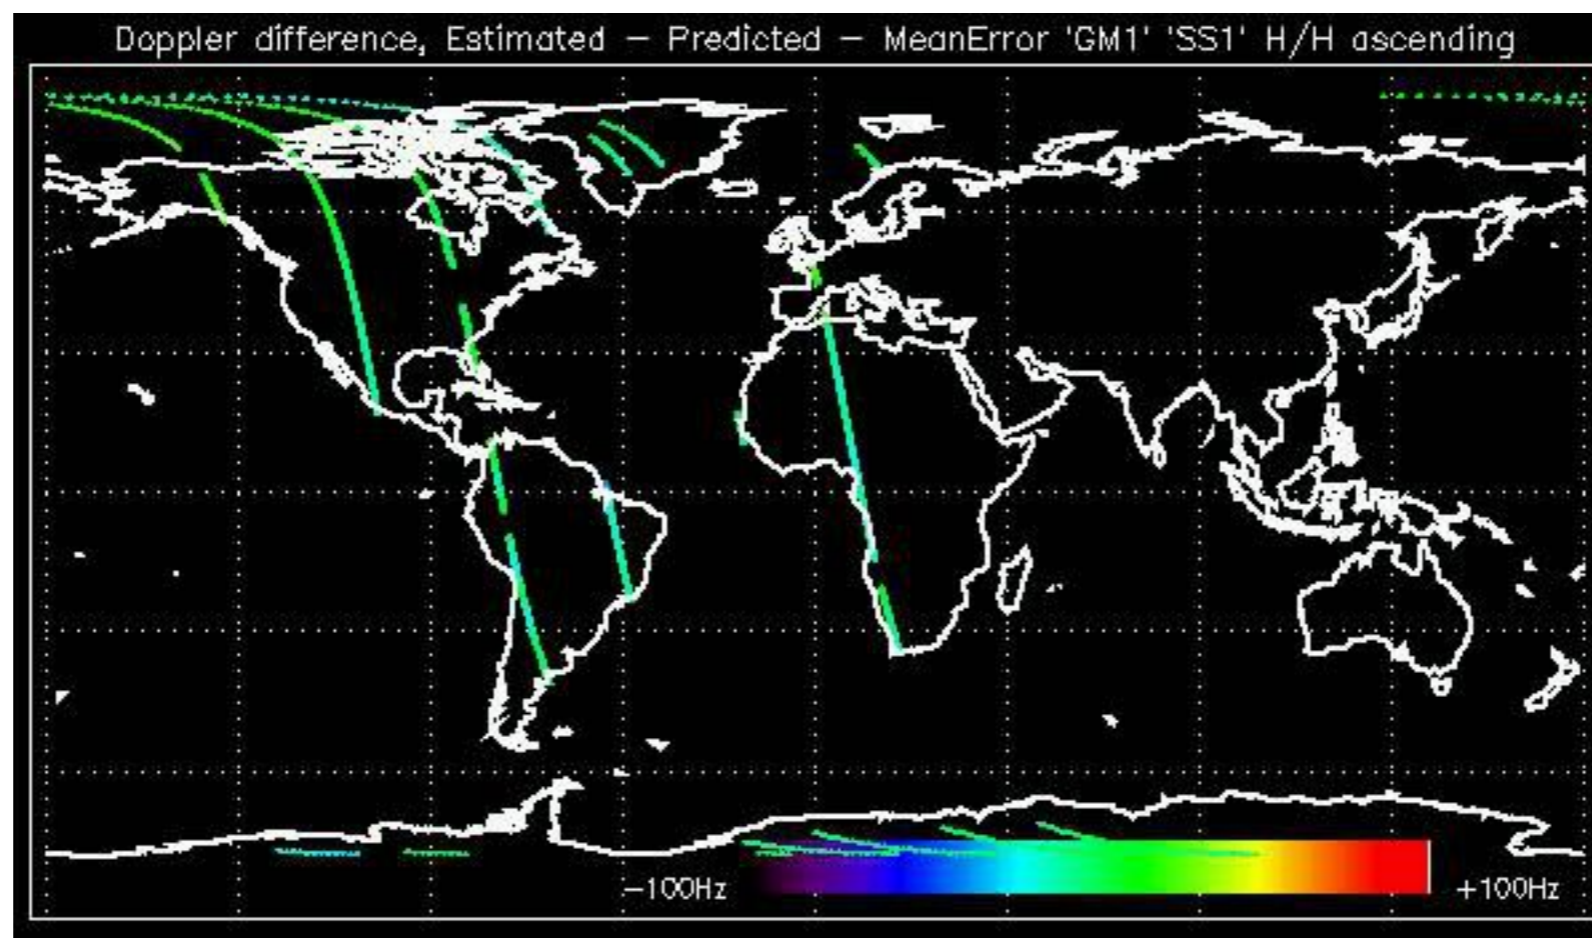 Doppler difference, Estimated – Predicted – MeanError 'GM1' 'SS1' H/H ascending
-100Hz
+100Hz